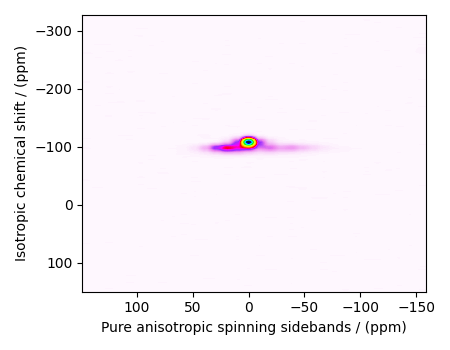 Isotropic chemical shift / (ppm)
−300
−200
−100
0
100
100 50 0 −50 −100 −150
Pure anisotropic spinning sidebands / (ppm)